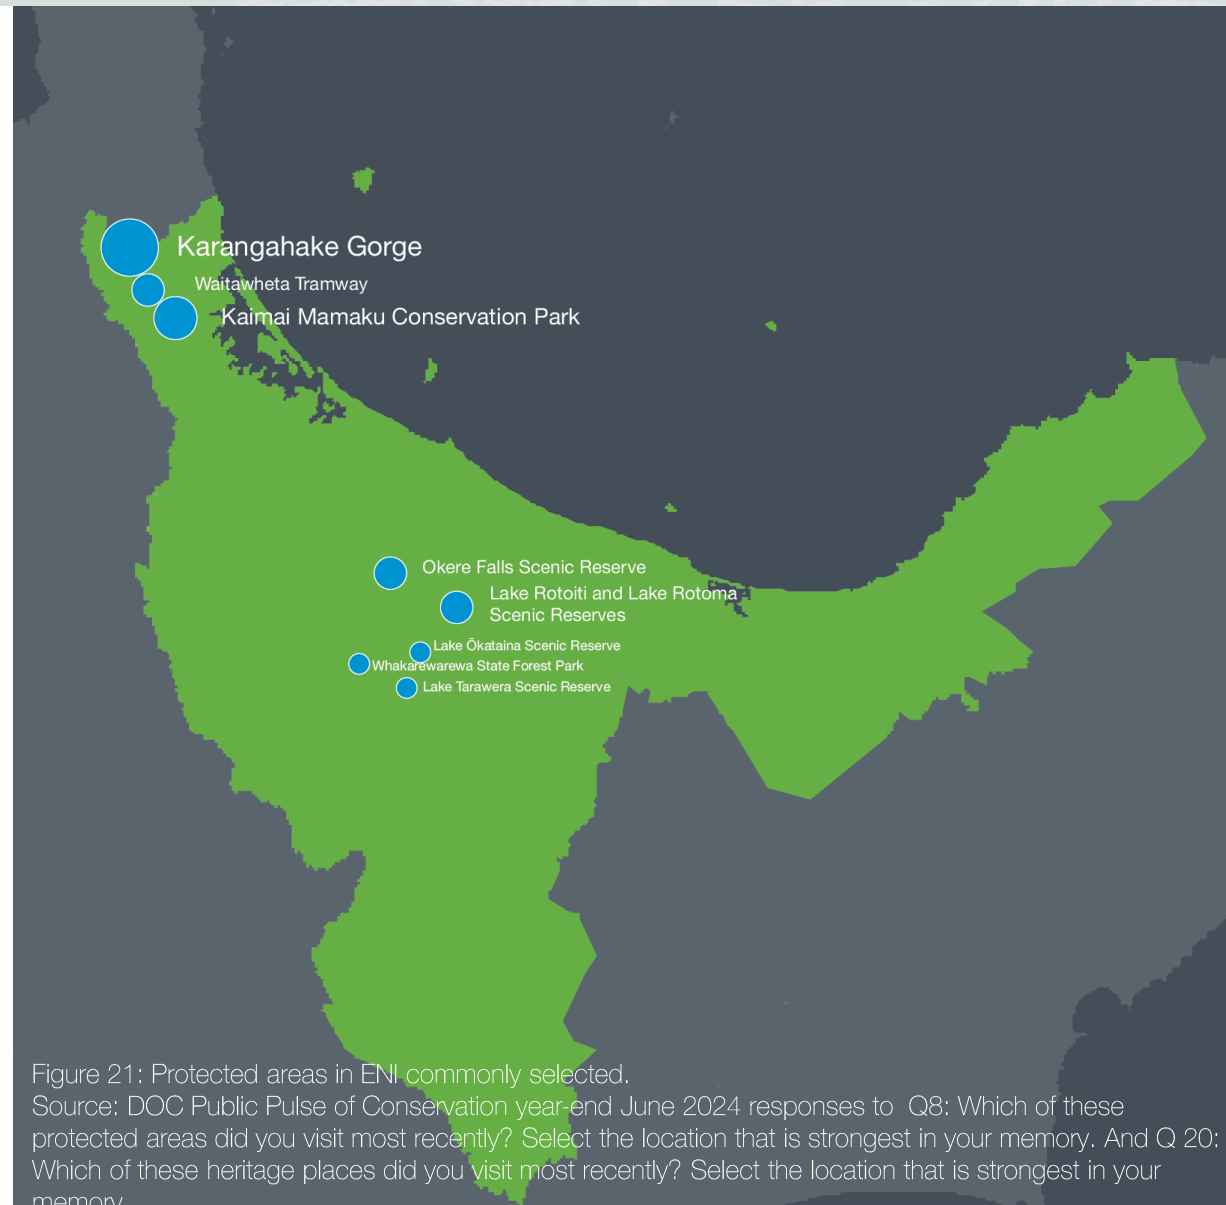 Karangahake Gorge
Waitawheta Tramway
Kaimai Mamaku Conservation Park
Okere Falls Scenic Reserve
Lake Rotoiti and Lake Rotoma
Scenic Reserves
Lake Ōkataina Scenic Reserve
Whakarewarewa State Forest Park
Lake Tarawera Scenic Reserve
Figure 21: Protected areas in ENI commonly selected.
Source: DOC Public Pulse of Conservation year-end June 2024 responses to  Q8: Which of these
protected areas did you visit most recently? Select the location that is strongest in your memory. And Q 20:
Which of these heritage places did you visit most recently? Select the location that is strongest in your
memory